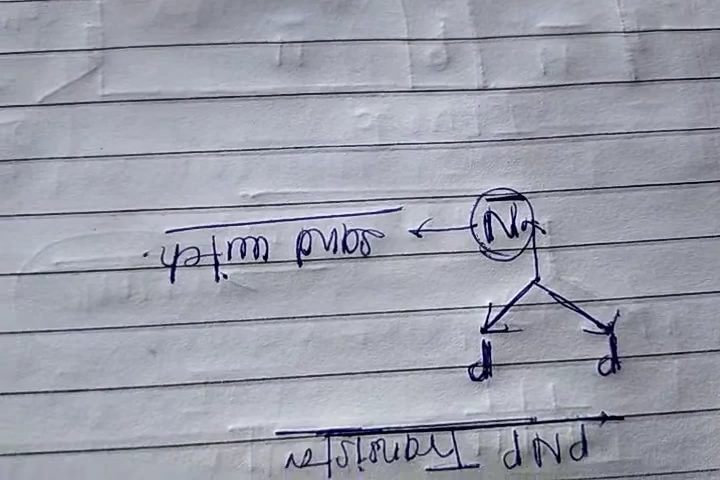 PNP Transistor
P P
N → Sand witch.